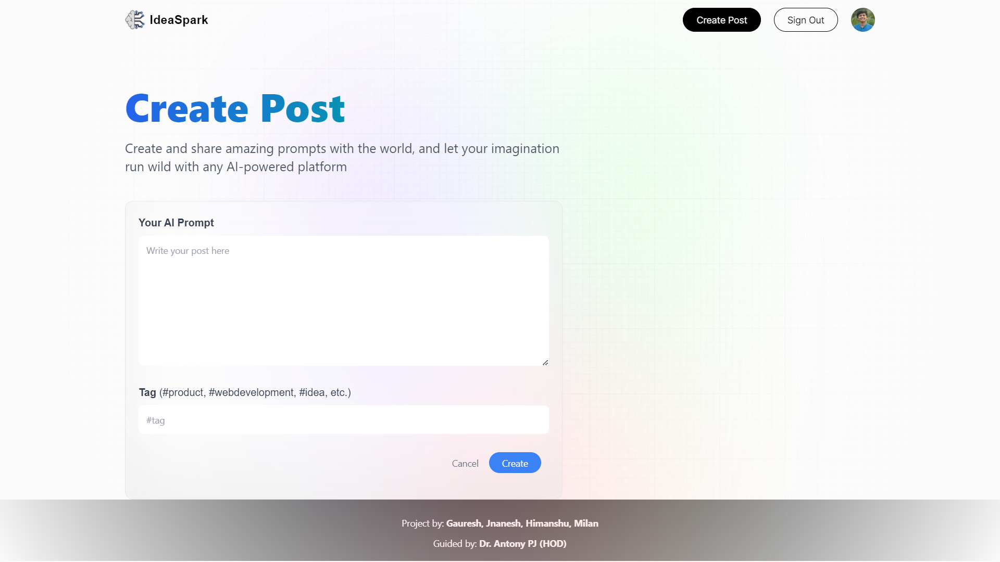 IdeaSpark
Create Post
Sign Out
Create Post
Create and share amazing prompts with the world, and let your imagination
run wild with any AI-powered platform
Your AI Prompt
Write your post here
Tag (#product, #webdevelopment, #idea, etc.)
#tag
Cancel
Create
Project by: Gauresh, Jnanesh, Himanshu, Milan
Guided by: Dr. Antony PJ (HOD)